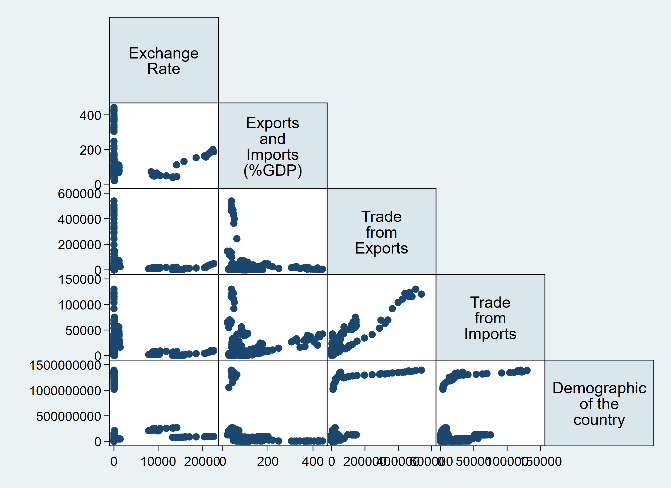 Exchange
Rate
Exports
and
Imports
(%GDP)
Trade
from
Exports
Trade
from
Imports
Demographic
of the
country
400
200
0
600000
400000
200000
0
150000
100000
50000
0
1500000000
1000000000
500000000
0
0 10000 20000 0 200 400 0 200000 400000 600000 0 50000 100000 150000